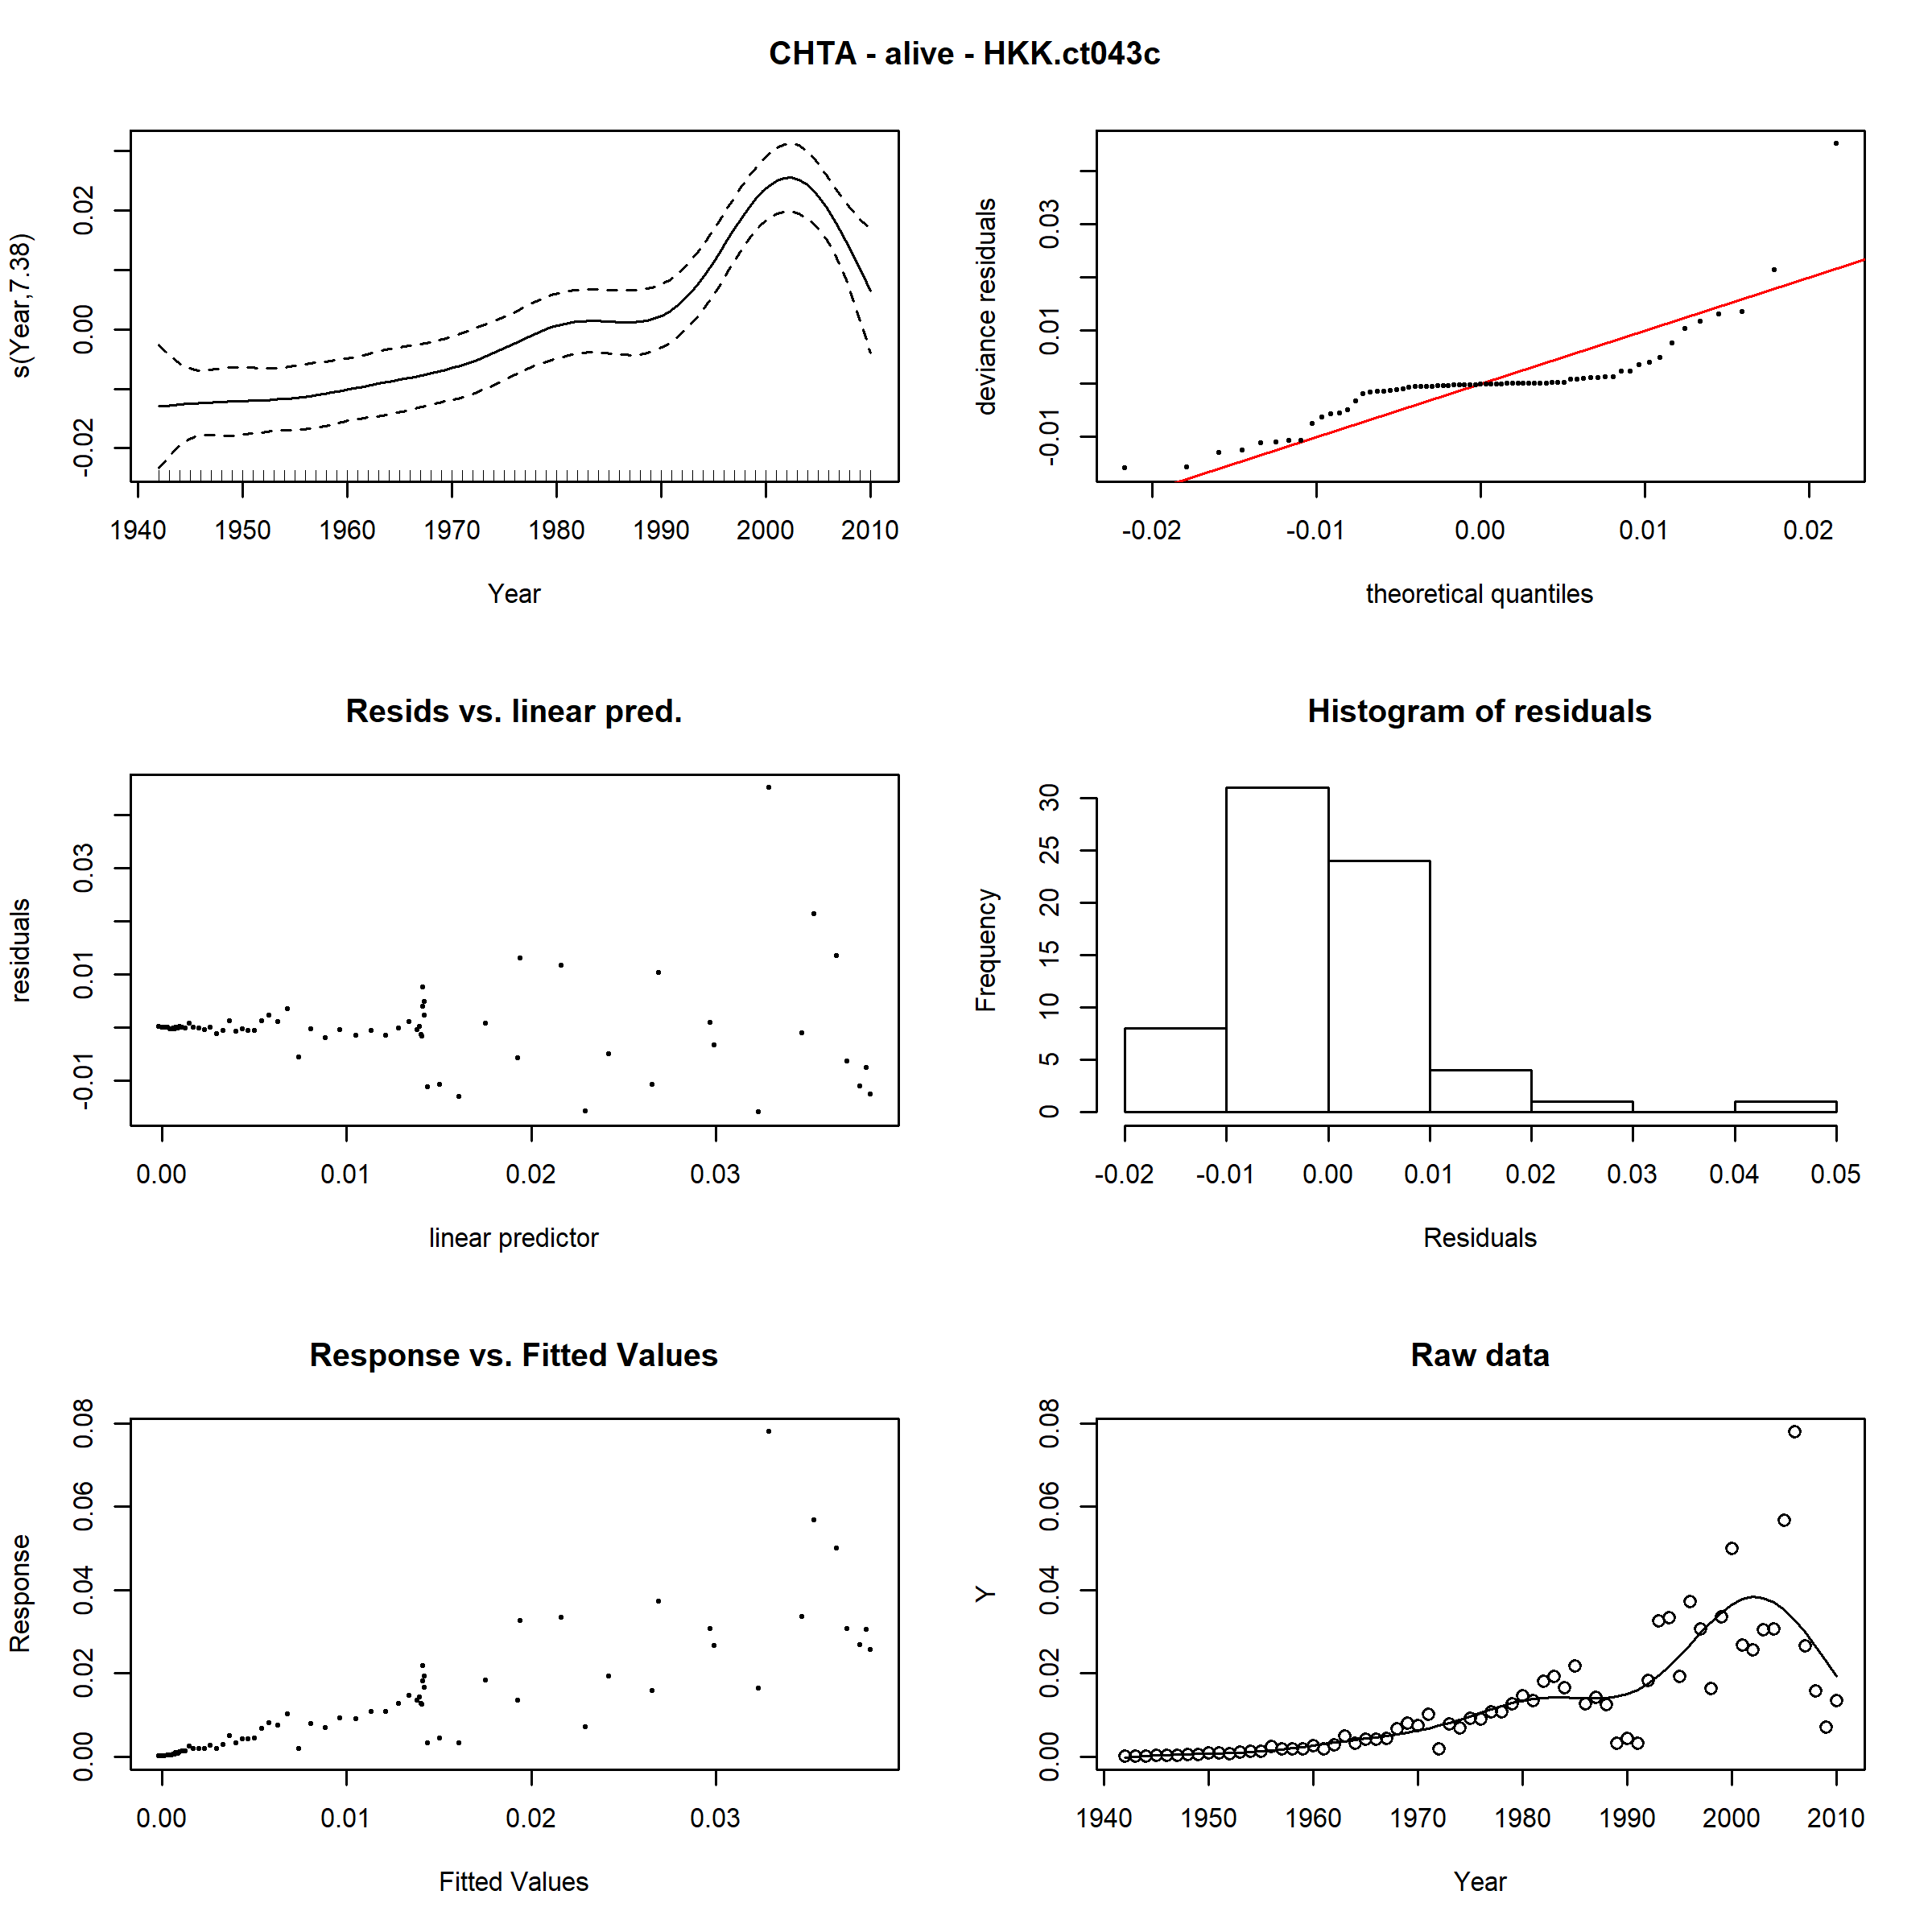 CHTA - alive - HKK.ct043c
s(Year,7.38)
-0.02 0.00 0.02
1940 1950 1960 1970 1980 1990 2000 2010
Year
deviance residuals
-0.01 0.01 0.03
-0.02 -0.01 0.00 0.01 0.02
theoretical quantiles
Resids vs. linear pred.
residuals
-0.01 0.01 0.03
0.00 0.01 0.02 0.03
linear predictor
Histogram of residuals
Frequency
0 5 10 15 20 25 30
-0.02 -0.01 0.00 0.01 0.02 0.03 0.04 0.05
Residuals
Response vs. Fitted Values
Response
0.00 0.02 0.04 0.06 0.08
0.00 0.01 0.02 0.03
Fitted Values
Raw data
Y
0.00 0.02 0.04 0.06 0.08
1940 1950 1960 1970 1980 1990 2000 2010
Year